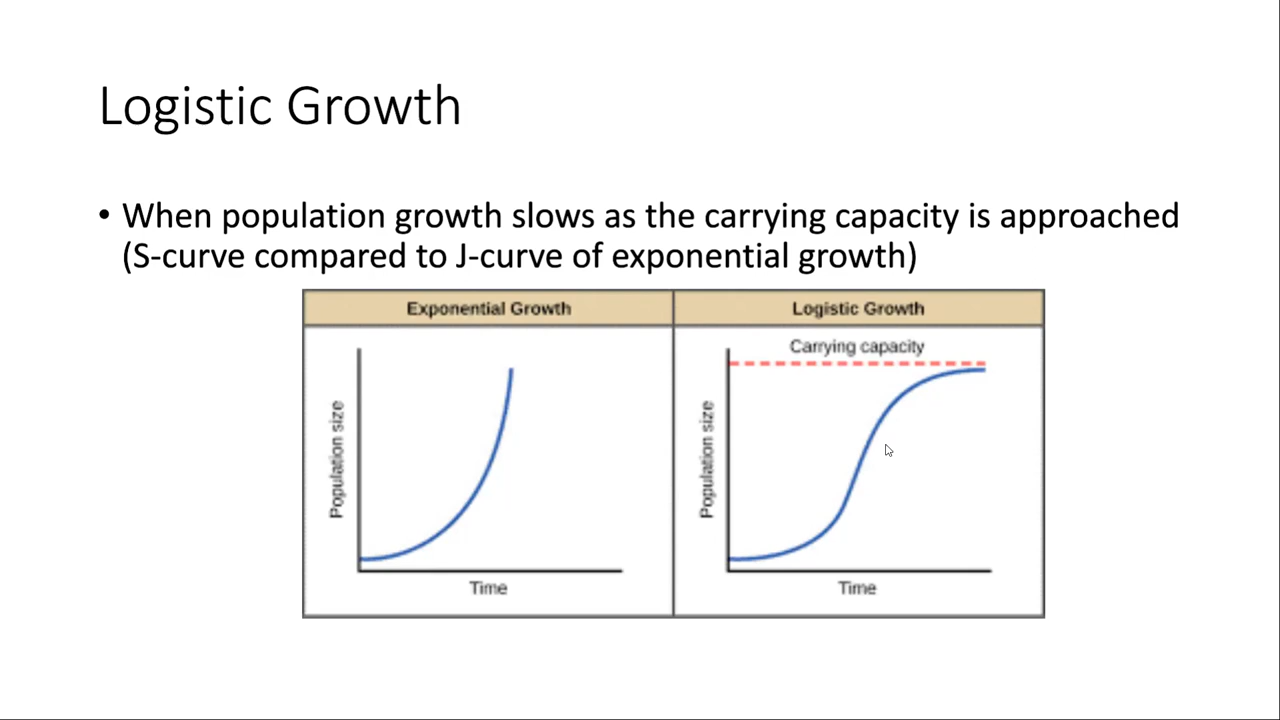 Logistic Growth
• When population growth slows as the carrying capacity is approached
(S-curve compared to J-curve of exponential growth)
Exponential Growth
Population size
Time
Logistic Growth
Carrying capacity
Population size
Time